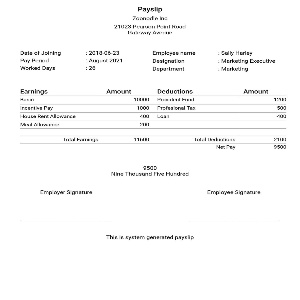 Payslip
Zoonodle Inc
21023 Pearson Point Road
Gateway Avenue
Date of Joining : 2018-06-23 Employee name : Sally Harley
Pay Period : August 2021 Designation : Marketing Executive
Worked Days : 26 Department : Marketing
Earnings Amount Deductions Amount
Basic 10000 Provident Fund 1200
Incentive Pay 1000 Professional Tax 500
House Rent Allowance 400 Loan 400
Meal Allowance 200
Total Earnings 11600 Total Deductions 2100
Net Pay 9500
9500
Nine Thousand Five Hundred
Employer Signature Employee Signature
This is system generated payslip